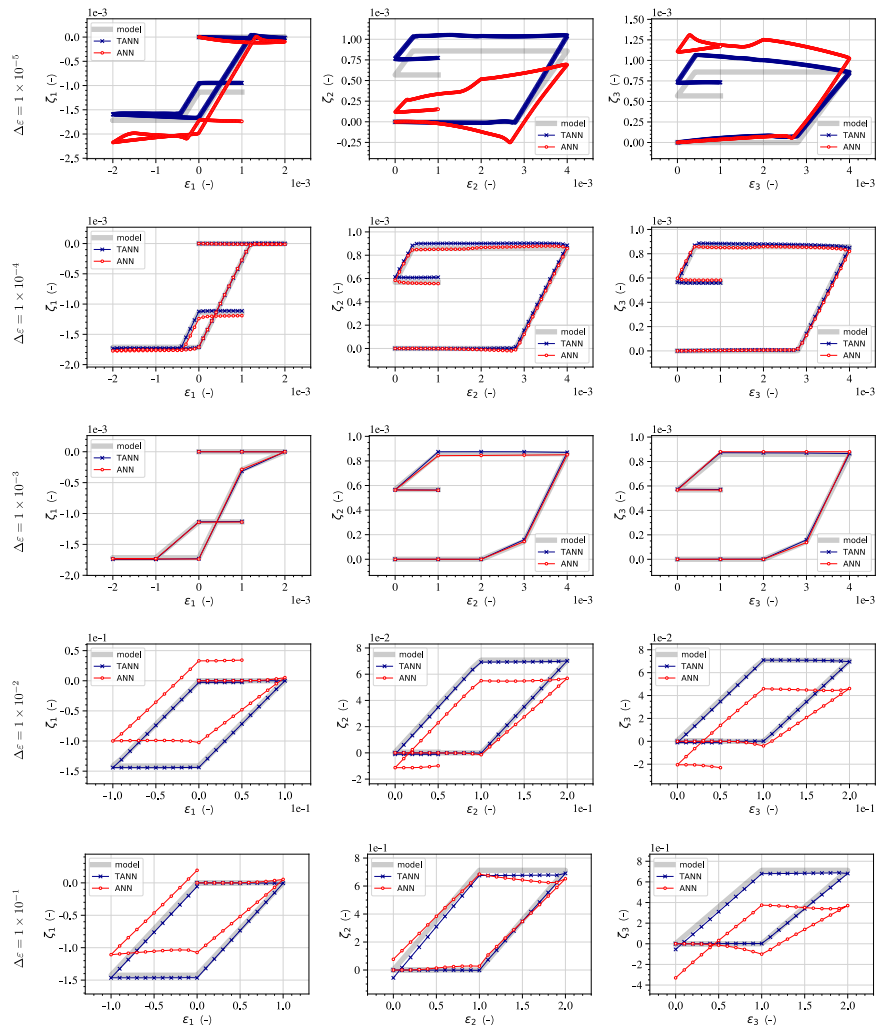 Δε = 1 × 10⁻⁵
1e−3
0.0
−0.5
−1.0
−1.5
−2.0
−2.5
ζ₁ (-)
model
TANN
ANN
−2 −1 0 1 2
ε₁ (-)
1e−3
1e−3
1.00
0.75
0.50
0.25
0.00
−0.25
ζ₂ (-)
model
TANN
ANN
0 1 2 3 4
ε₂ (-)
1e−3
1e−3
1.50
1.25
1.00
0.75
0.50
0.25
0.00
ζ₃ (-)
model
TANN
ANN
0 1 2 3 4
ε₃ (-)
1e−3
Δε = 1 × 10⁻⁴
1e−3
0.0
−0.5
−1.0
−1.5
−2.0
ζ₁ (-)
model
TANN
ANN
−2 −1 0 1 2
ε₁ (-)
1e−3
1e−3
1.0
0.8
0.6
0.4
0.2
0.0
ζ₂ (-)
model
TANN
ANN
0 1 2 3 4
ε₂ (-)
1e−3
1e−3
1.0
0.8
0.6
0.4
0.2
0.0
ζ₃ (-)
model
TANN
ANN
0 1 2 3 4
ε₃ (-)
1e−3
Δε = 1 × 10⁻³
1e−3
0.0
−0.5
−1.0
−1.5
−2.0
ζ₁ (-)
model
TANN
ANN
−2 −1 0 1 2
ε₁ (-)
1e−3
1e−3
1.0
0.8
0.6
0.4
0.2
0.0
ζ₂ (-)
model
TANN
ANN
0 1 2 3 4
ε₂ (-)
1e−3
1e−3
1.0
0.8
0.6
0.4
0.2
0.0
ζ₃ (-)
model
TANN
ANN
0 1 2 3 4
ε₃ (-)
1e−3
Δε = 1 × 10⁻²
1e−1
0.5
0.0
−0.5
−1.0
−1.5
ζ₁ (-)
model
TANN
ANN
−1.0 −0.5 0.0 0.5 1.0
ε₁ (-)
1e−1
1e−2
8
6
4
2
0
−2
ζ₂ (-)
model
TANN
ANN
0.0 0.5 1.0 1.5 2.0
ε₂ (-)
1e−1
1e−2
8
6
4
2
0
−2
ζ₃ (-)
model
TANN
ANN
0.0 0.5 1.0 1.5 2.0
ε₃ (-)
1e−1
Δε = 1 × 10⁻¹
0.0
−0.5
−1.0
−1.5
ζ₁ (-)
model
TANN
ANN
−1.0 −0.5 0.0 0.5 1.0
ε₁ (-)
1e−1
8
6
4
2
0
ζ₂ (-)
model
TANN
ANN
0.0 0.5 1.0 1.5 2.0
ε₂ (-)
1e−1
8
6
4
2
0
−2
−4
ζ₃ (-)
model
TANN
ANN
0.0 0.5 1.0 1.5 2.0
ε₃ (-)